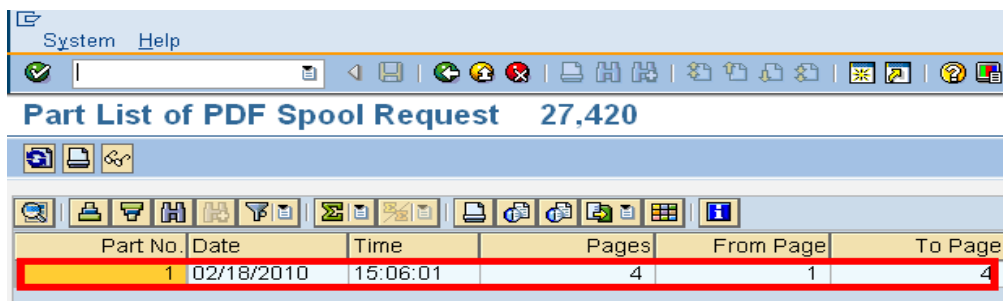 System Help
Part List of PDF Spool Request 27,420
Part No. Date Time Pages From Page To Page
1 02/18/2010 15:06:01 4 1 4